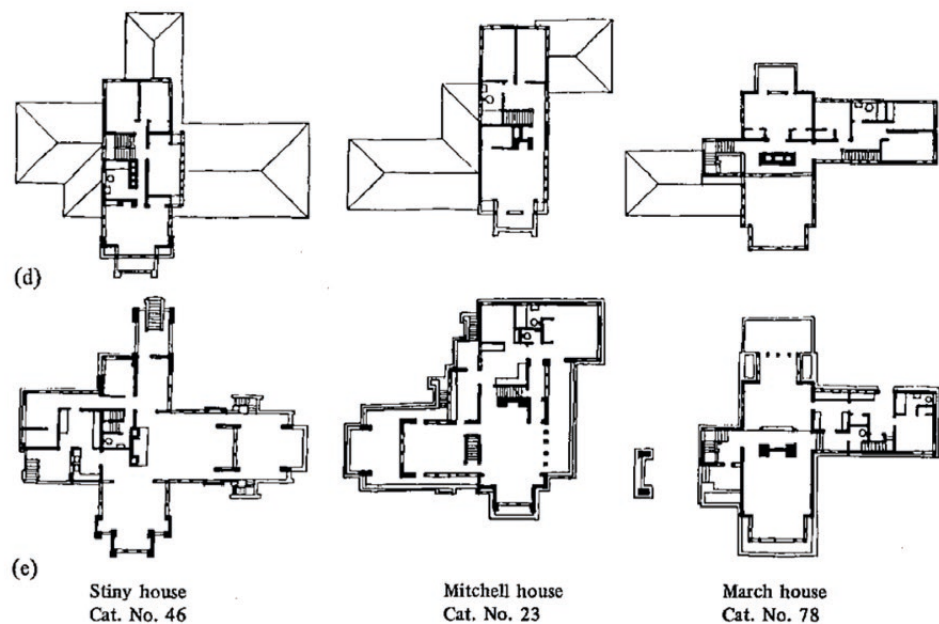 (d)
(e)
Stiny house
Cat. No. 46
Mitchell house
Cat. No. 23
March house
Cat. No. 78